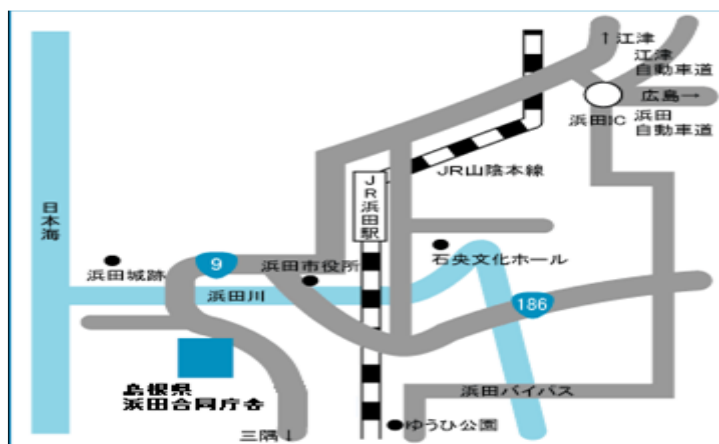 ↑江津
江津
自動車道
広島→
浜田IC
浜田
自動車道
JR山陰本線
JR浜田駅
日本海
石央文化ホール
9
浜田市役所
浜田城跡
浜田川
186
島根県
浜田合同庁舎
浜田バイパス
ゆうひ公園
三隅↓